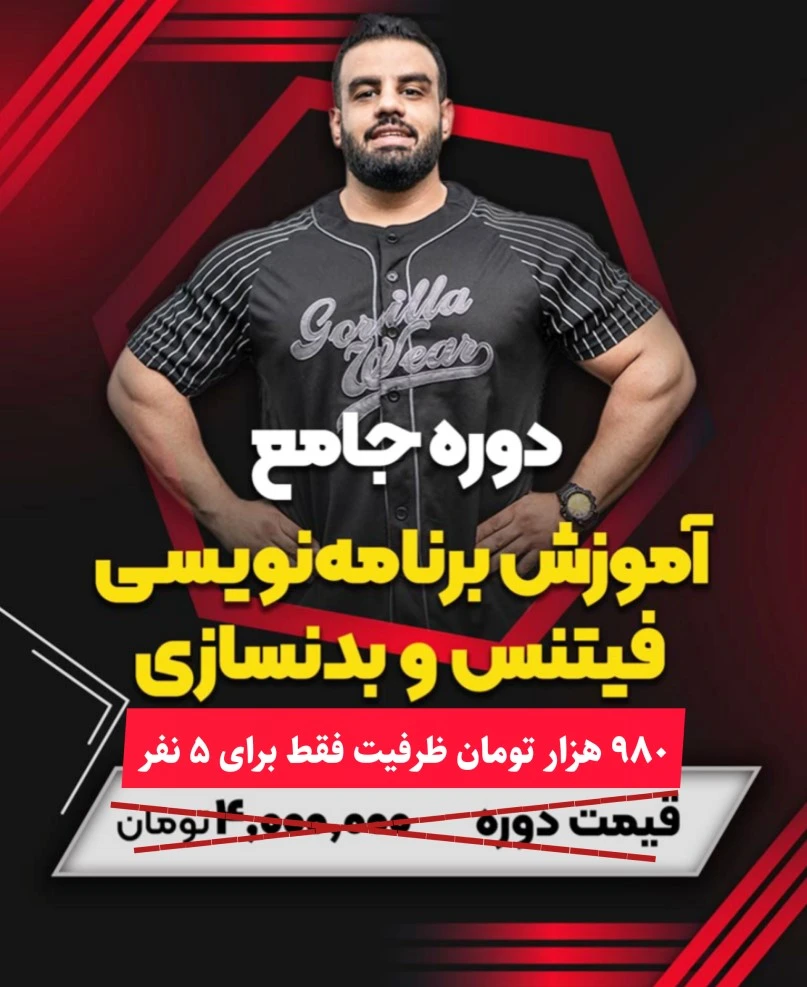 Gorilla
Wear
دوره جامع
آموزش برنامه‌نویسی
فیتنس و بدنسازی
۹۸۰ هزار تومان ظرفیت فقط برای ۵ نفر
قیمت دوره ۴,۰۰۰,۰۰۰ تومان